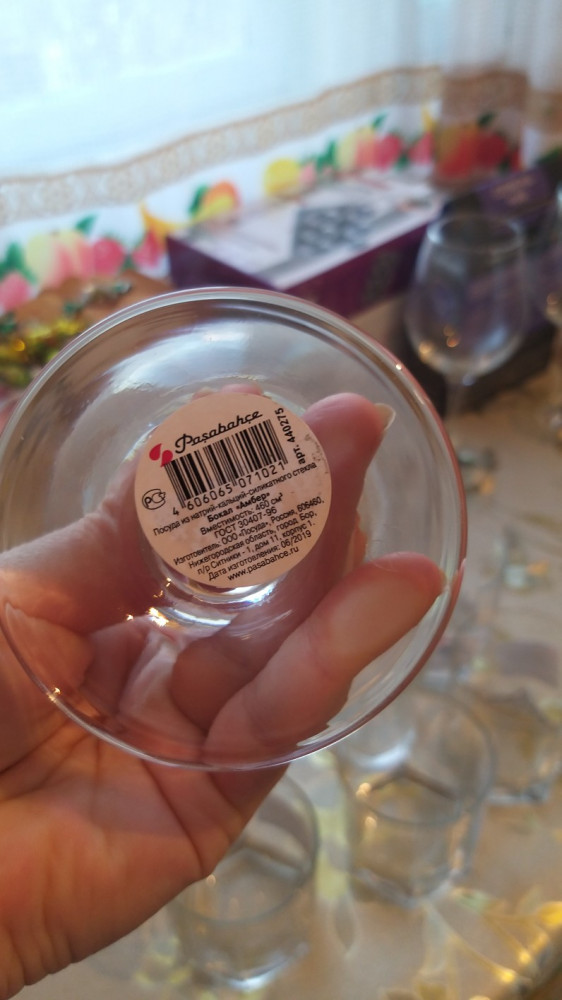 Paşabahçe
арт. 440275
4 606065 071021
Посуда из натрий-кальций-силикатного стекла
Бокал «Амбер»
Вместимость: 460 см³
ГОСТ 30407-96
Изготовитель: ООО «Посуда», Россия, 606460,
Нижегородская область, город Бор,
п/р Ситники - 1, дом 11, корпус 1.
Дата изготовления: 06/2019
www.pasabahce.ru